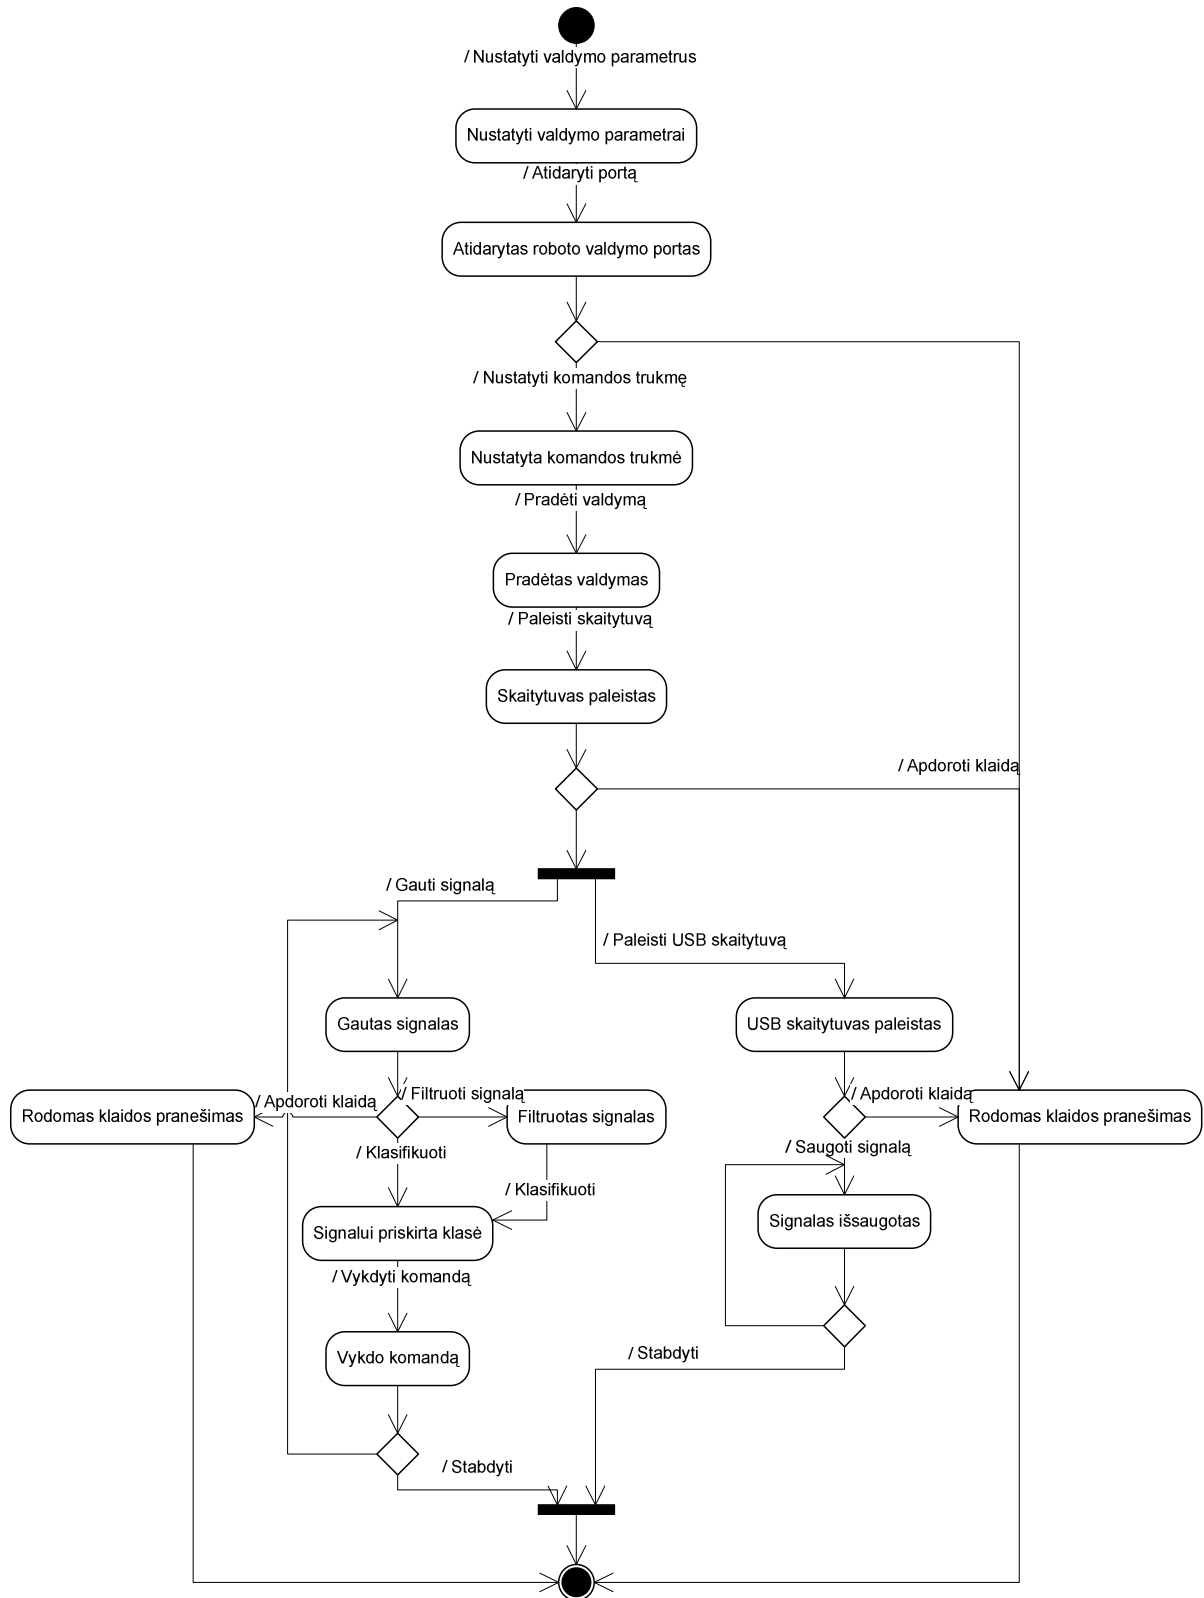 / Nustatyti valdymo parametrus
Nustatyti valdymo parametrai
/ Atidaryti portą
Atidarytas roboto valdymo portas
/ Nustatyti komandos trukmę
Nustatyta komandos trukmė
/ Pradėti valdymą
Pradėtas valdymas
/ Paleisti skaitytuvą
Skaitytuvas paleistas
/ Apdoroti klaidą
/ Gauti signalą
/ Paleisti USB skaitytuvą
Gautas signalas
USB skaitytuvas paleistas
/ Apdoroti klaidą
/ Filtruoti signalą
/ Apdoroti klaidą
Rodomas klaidos pranešimas
Filtruotas signalas
Rodomas klaidos pranešimas
/ Klasifikuoti
/ Saugoti signalą
/ Klasifikuoti
Signalui priskirta klasė
Signalas išsaugotas
/ Vykdyti komandą
/ Stabdyti
Vykdo komandą
/ Stabdyti